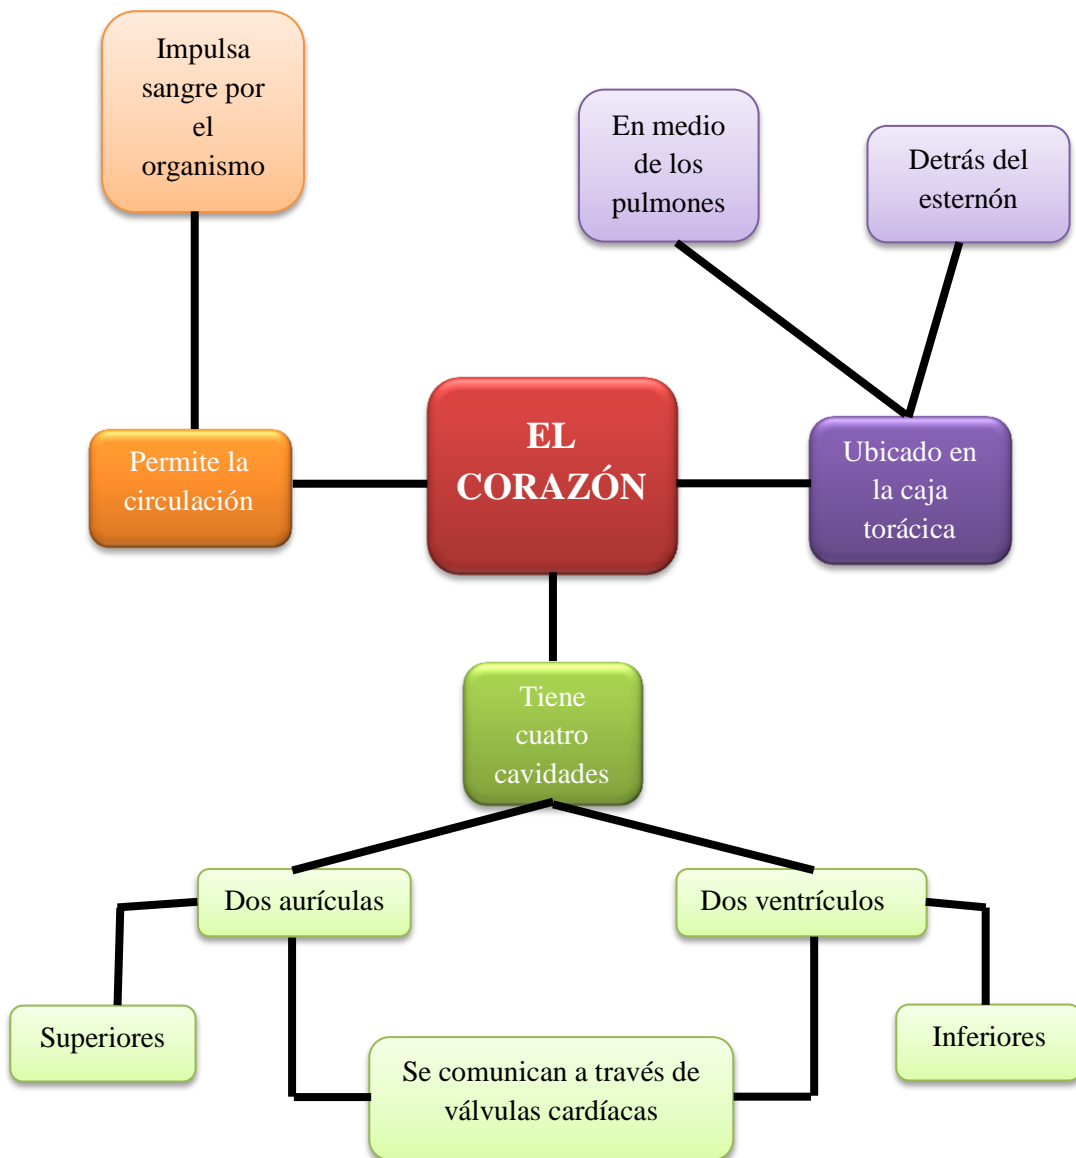 Impulsa
sangre por
el
organismo
En medio
de los
pulmones
Detrás del
esternón
Permite la
circulación
EL
CORAZÓN
Ubicado en
la caja
torácica
Tiene
cuatro
cavidades
Dos aurículas
Dos ventrículos
Superiores
Se comunican a través de
válvulas cardíacas
Inferiores